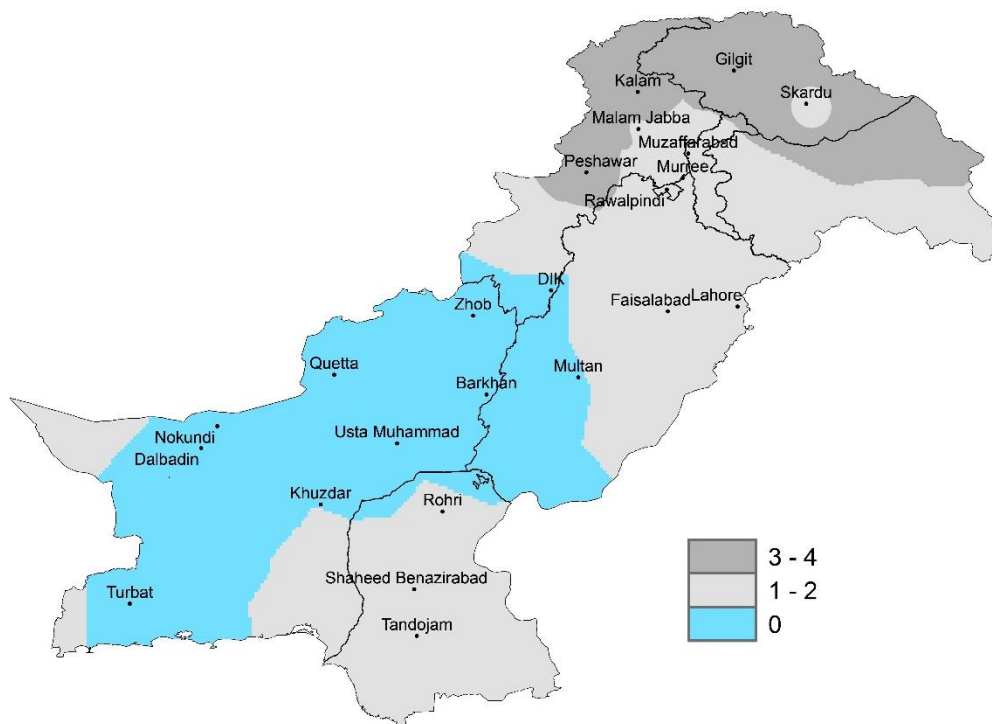 Gilgit
Kalam
Skardu
Malam Jabba
Muzaffarabad
Peshawar
Murree
Rawalpindi
DIK
Zhob
Faisalabad
Lahore
Quetta
Multan
Barkhan
Nokundi
Usta Muhammad
Dalbadin
Khuzdar
Rohri
3 - 4
1 - 2
0
Shaheed Benazirabad
Turbat
Tandojam